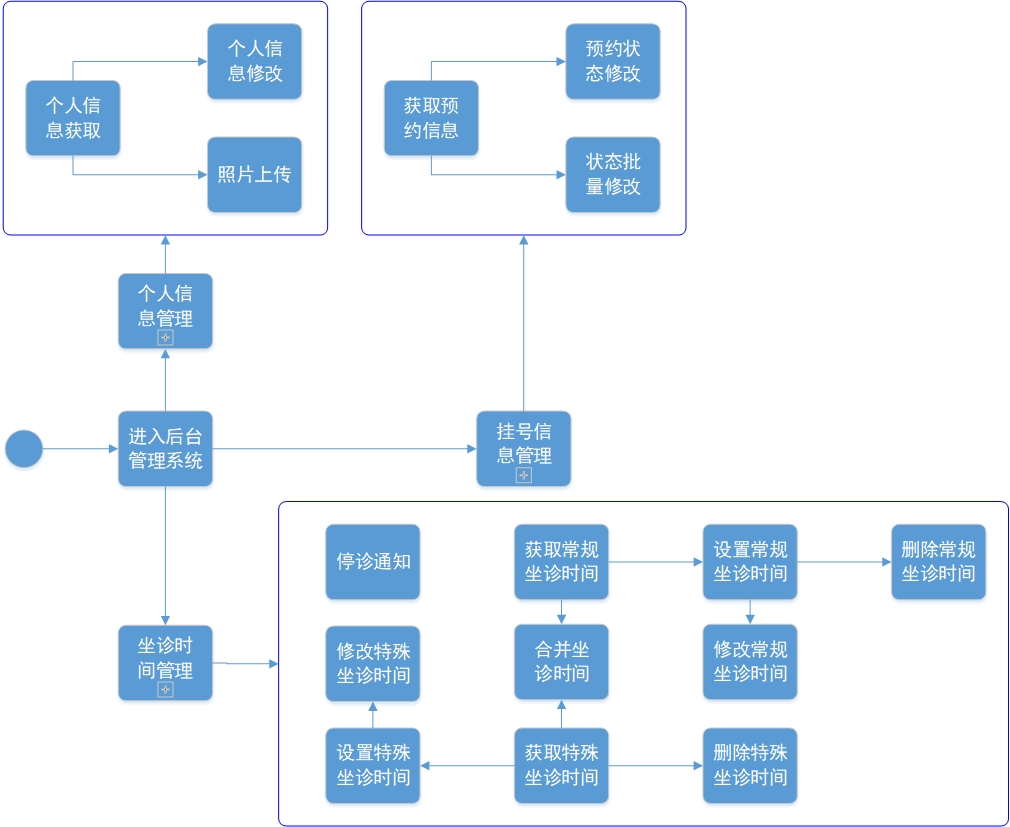 个人信
息修改
个人信
息获取
照片上传
预约状
态修改
获取预
约信息
状态批
量修改
个人信
息管理
进入后台
管理系统
挂号信
息管理
坐诊时
间管理
停诊通知
获取常规
坐诊时间
设置常规
坐诊时间
删除常规
坐诊时间
修改特殊
坐诊时间
合并坐
诊时间
修改常规
坐诊时间
设置特殊
坐诊时间
获取特殊
坐诊时间
删除特殊
坐诊时间